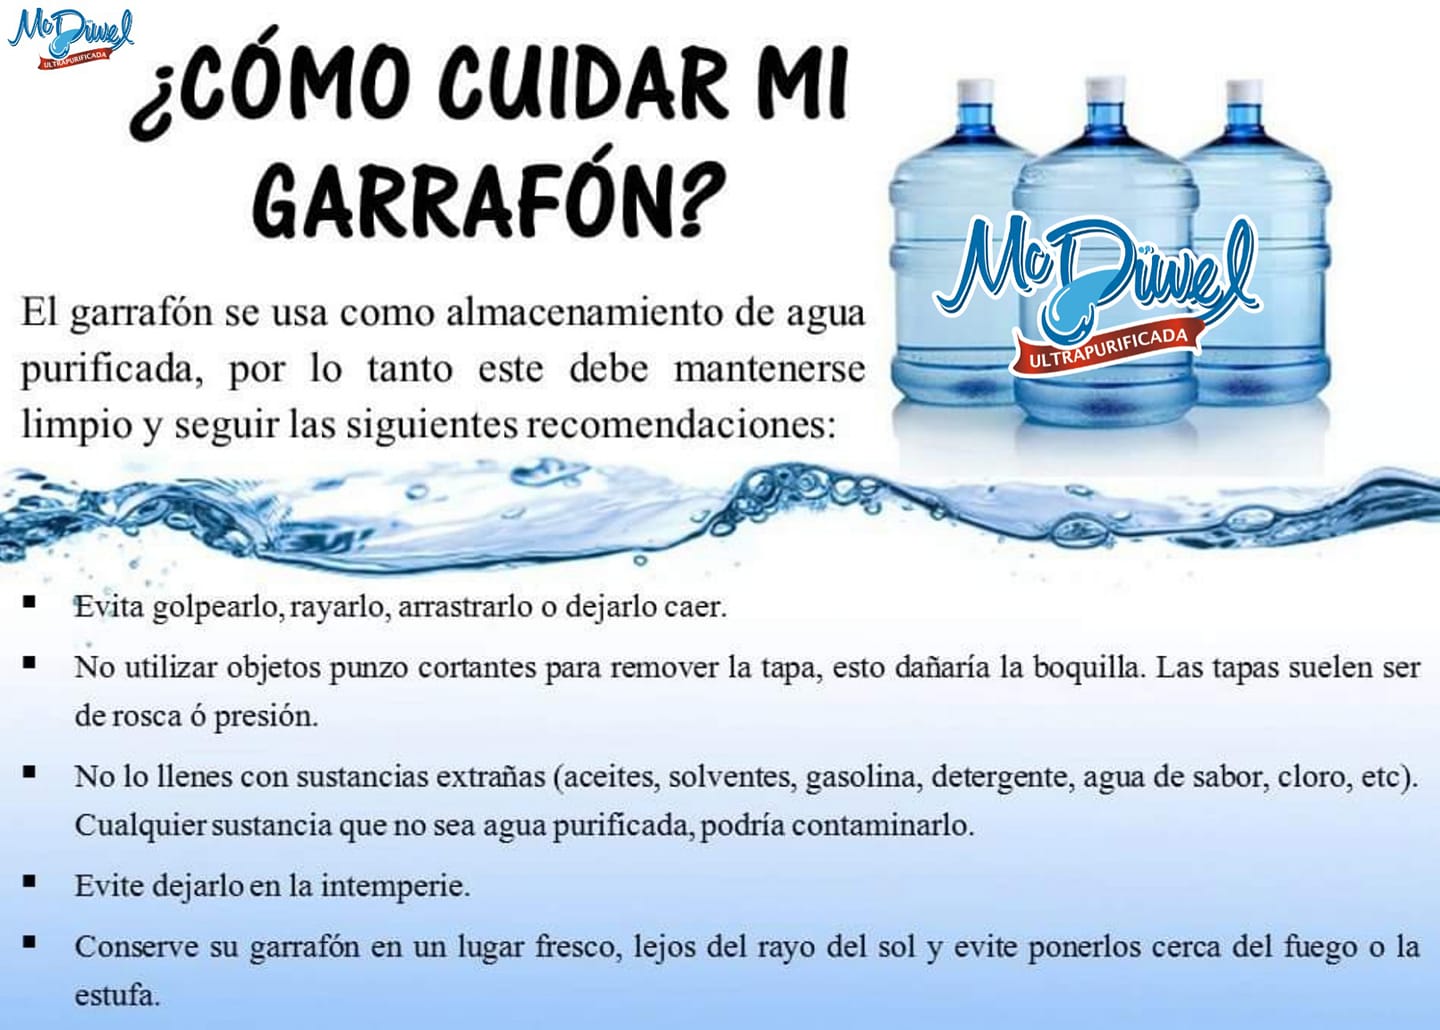 Mc Düwel
ULTRAPURIFICADA
¿CÓMO CUIDAR MI
GARRAFÓN?
El garrafón se usa como almacenamiento de agua
purificada, por lo tanto este debe mantenerse
limpio y seguir las siguientes recomendaciones:
Mc Düwel
ULTRAPURIFICADA
▪ Evita golpearlo, rayarlo, arrastrarlo o dejarlo caer.
▪ No utilizar objetos punzo cortantes para remover la tapa, esto dañaría la boquilla. Las tapas suelen ser
de rosca ó presión.
▪ No lo llenes con sustancias extrañas (aceites, solventes, gasolina, detergente, agua de sabor, cloro, etc).
Cualquier sustancia que no sea agua purificada, podría contaminarlo.
▪ Evite dejarlo en la intemperie.
▪ Conserve su garrafón en un lugar fresco, lejos del rayo del sol y evite ponerlos cerca del fuego o la
estufa.